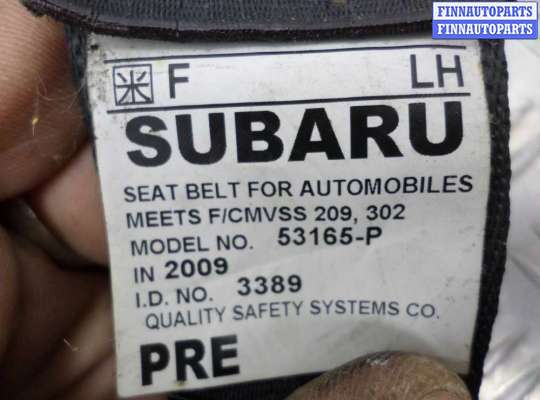 FINNAUTOPARTS
FINNAUTOPARTS
米 F LH
SUBARU
SEAT BELT FOR AUTOMOBILES
MEETS F/CMVSS 209, 302
MODEL NO. 53165-P
IN 2009
I.D. NO. 3389
QUALITY SAFETY SYSTEMS CO.
PRE